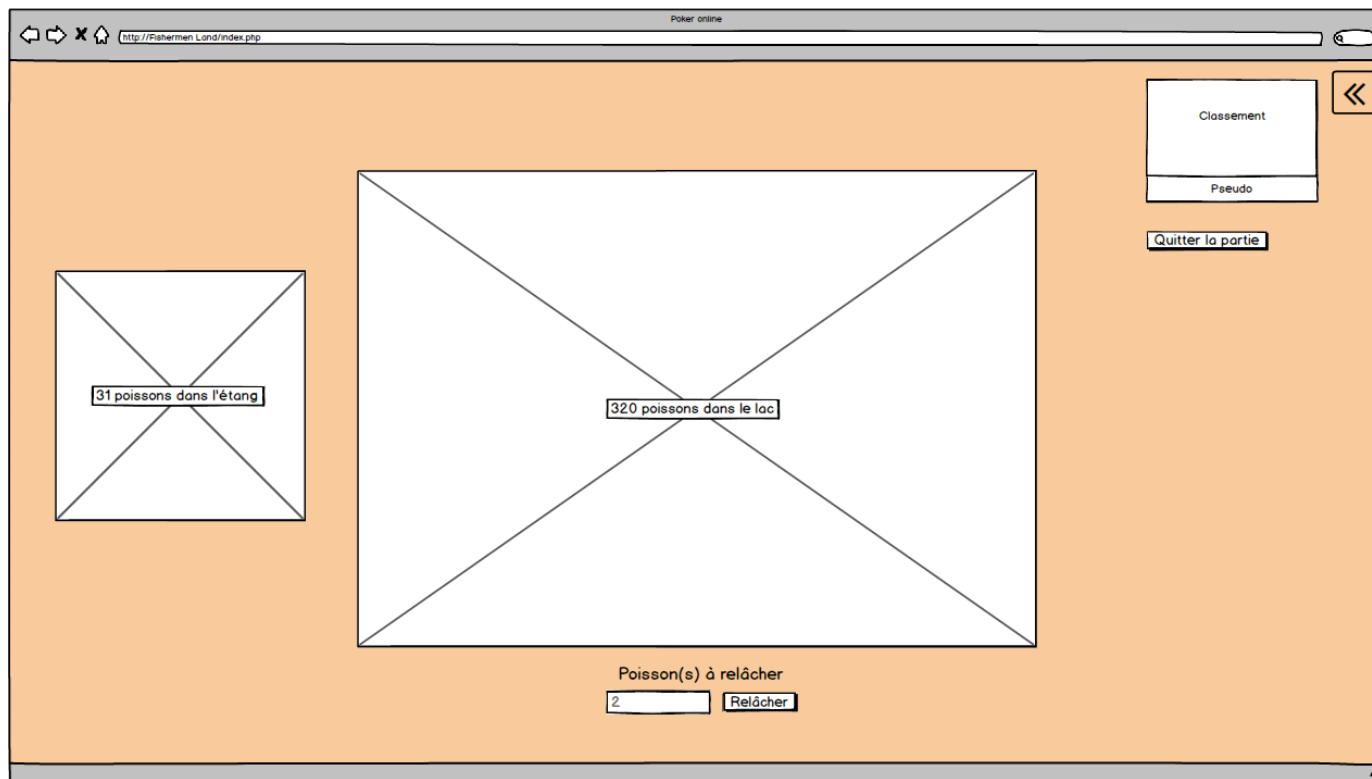 Poker online
http://Fishermen Land/index.php
Classement
Pseudo
Quitter la partie
31 poissons dans l'étang
320 poissons dans le lac
Poisson(s) à relâcher
2
Relâcher